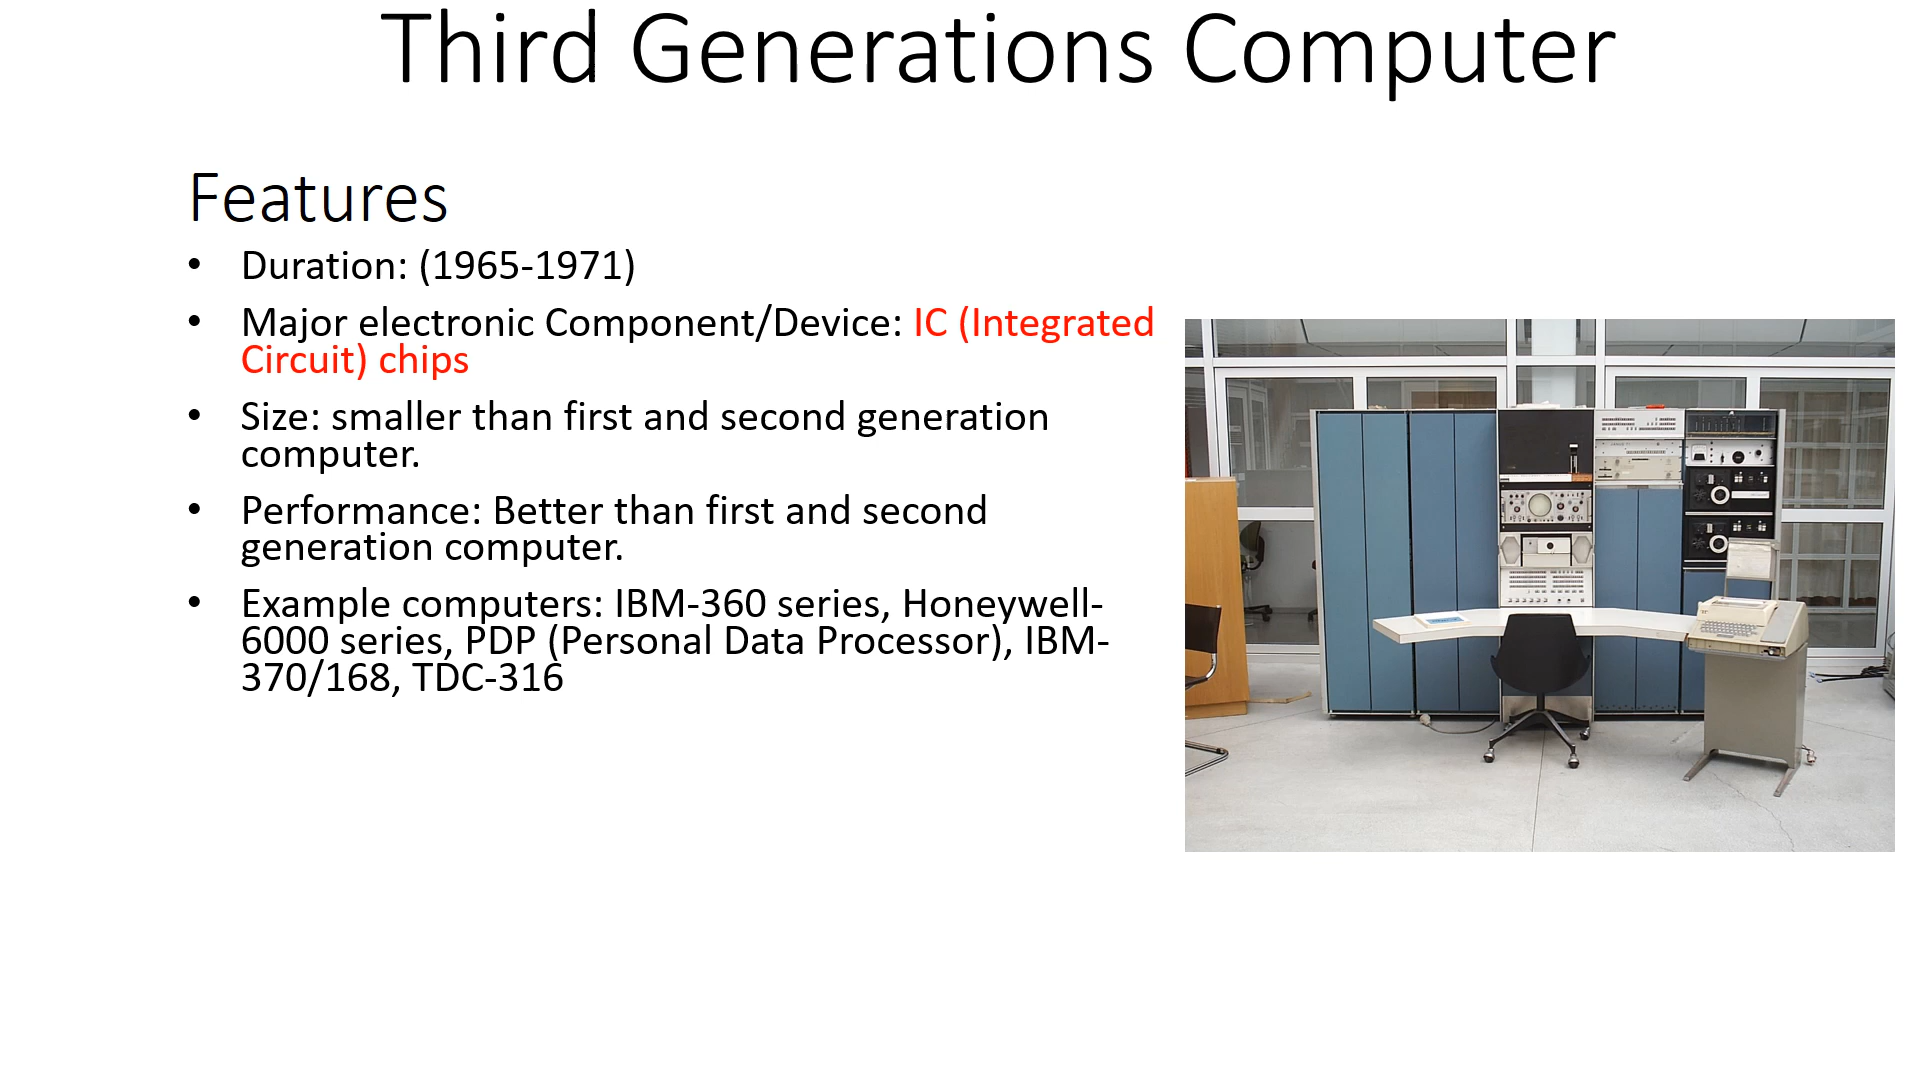 Third Generations Computer
Features
• Duration: (1965-1971)
• Major electronic Component/Device: IC (Integrated
Circuit) chips
• Size: smaller than first and second generation
computer.
• Performance: Better than first and second
generation computer.
• Example computers: IBM-360 series, Honeywell-
6000 series, PDP (Personal Data Processor), IBM-
370/168, TDC-316